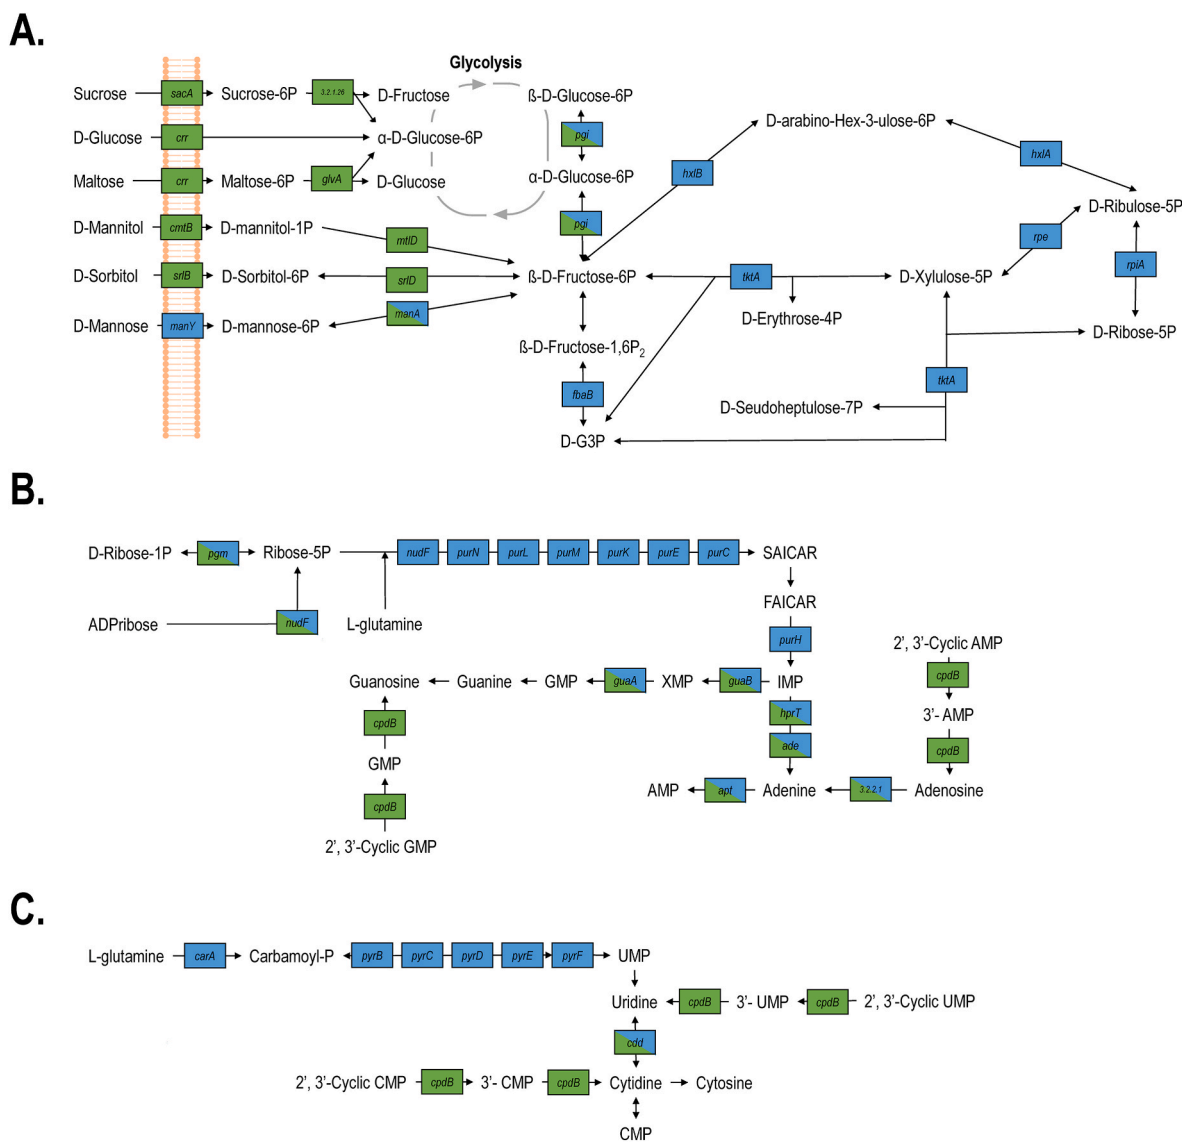 A.
Glycolysis
Sucrose sacA Sucrose-6P 3.2.1.26 D-Fructose ß-D-Glucose-6P
D-arabino-Hex-3-ulose-6P
pgi
D-Glucose crr α-D-Glucose-6P
hxlB hxlA
Maltose crr Maltose-6P glvA D-Glucose α-D-Glucose-6P
D-Ribulose-5P
D-Mannitol cmtB D-mannitol-1P mtlD pgi
rpe rpiA
D-Sorbitol srlB D-Sorbitol-6P srlD ß-D-Fructose-6P tktA D-Xylulose-5P
D-Mannose manY D-mannose-6P manA D-Erythrose-4P
D-Ribose-5P
ß-D-Fructose-1,6P2
fbaB tktA
D-Seudoheptulose-7P
D-G3P
B.
D-Ribose-1P pgm Ribose-5P nudF purN purL purM purK purE purC SAICAR
FAICAR
ADPribose nudF L-glutamine
purH 2’, 3’-Cyclic AMP
cpdB
Guanosine Guanine GMP guaA XMP guaB IMP
cpdB hprT 3’- AMP
ade cpdB
GMP
AMP apt Adenine 3.2.2.1 Adenosine
cpdB
2’, 3’-Cyclic GMP
C.
L-glutamine carA Carbamoyl-P pyrB pyrC pyrD pyrE pyrF UMP
Uridine cpdB 3’- UMP cpdB 2’, 3’-Cyclic UMP
cdd
2’, 3’-Cyclic CMP cpdB 3’- CMP cpdB Cytidine Cytosine
CMP